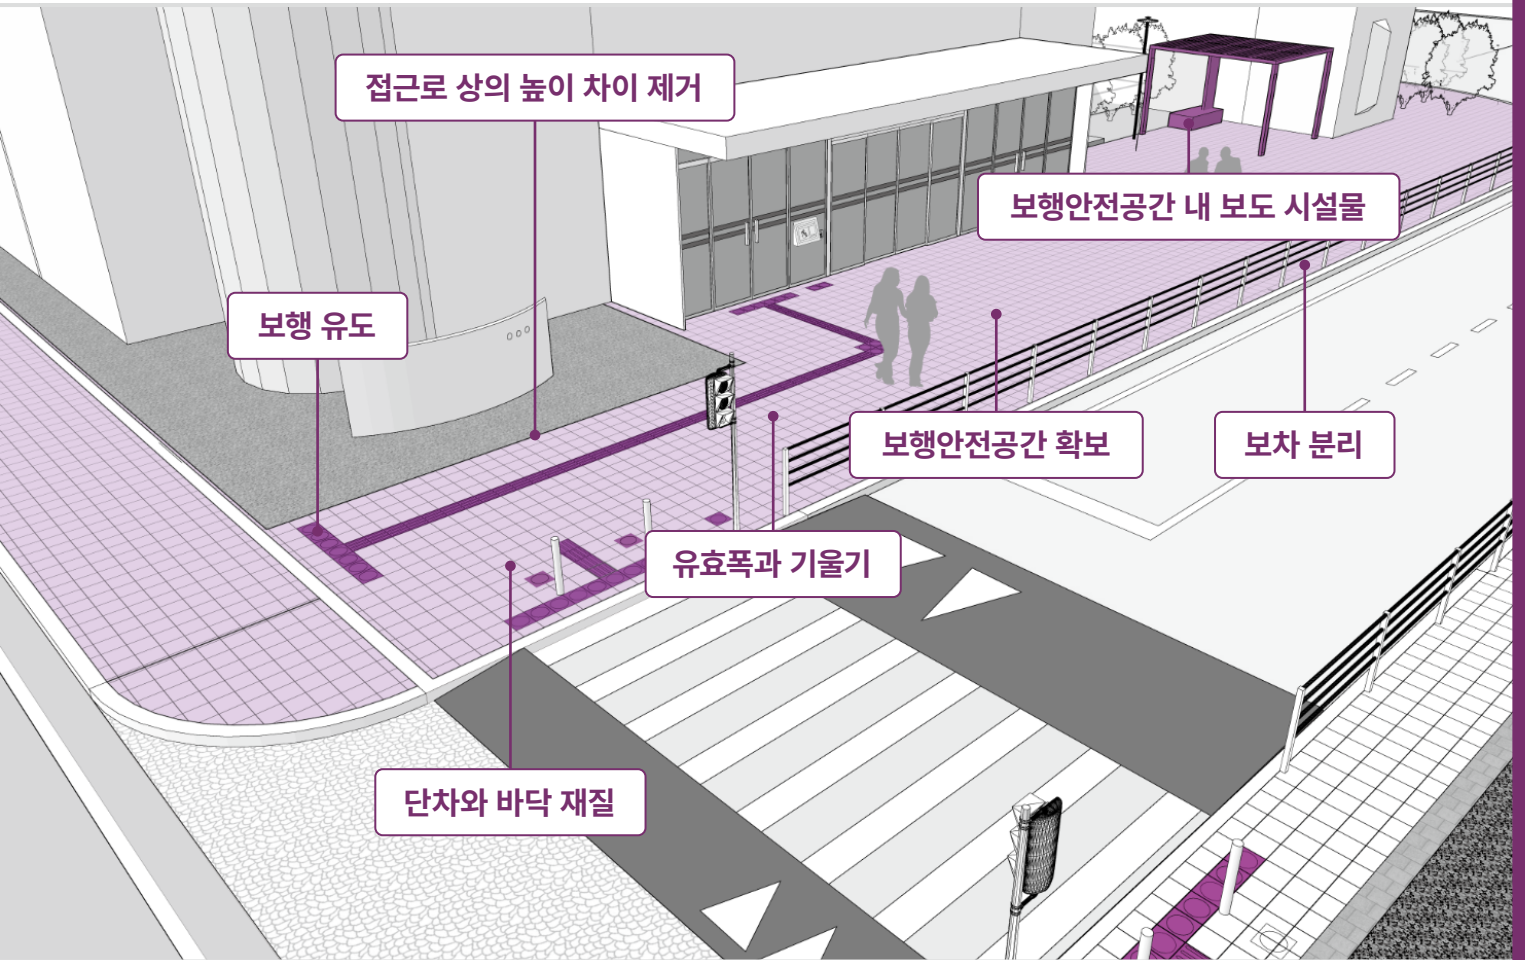 접근로 상의 높이 차이 제거
보행안전공간 내 보도 시설물
보행 유도
보행안전공간 확보
보차 분리
유효폭과 기울기
단차와 바닥 재질